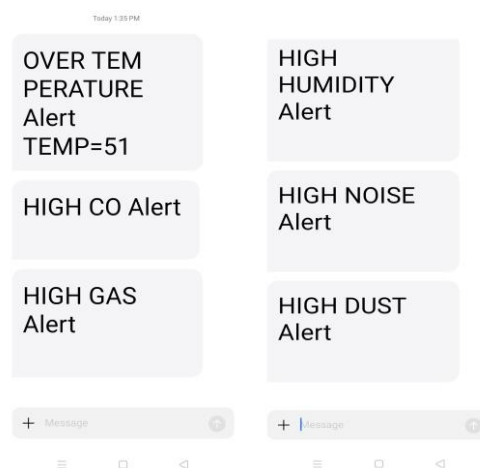 Today 1:35 PM
OVER TEM
PERATURE
Alert
TEMP=51
HIGH CO Alert
HIGH GAS
Alert
+ Message
HIGH
HUMIDITY
Alert
HIGH NOISE
Alert
HIGH DUST
Alert
+ Message